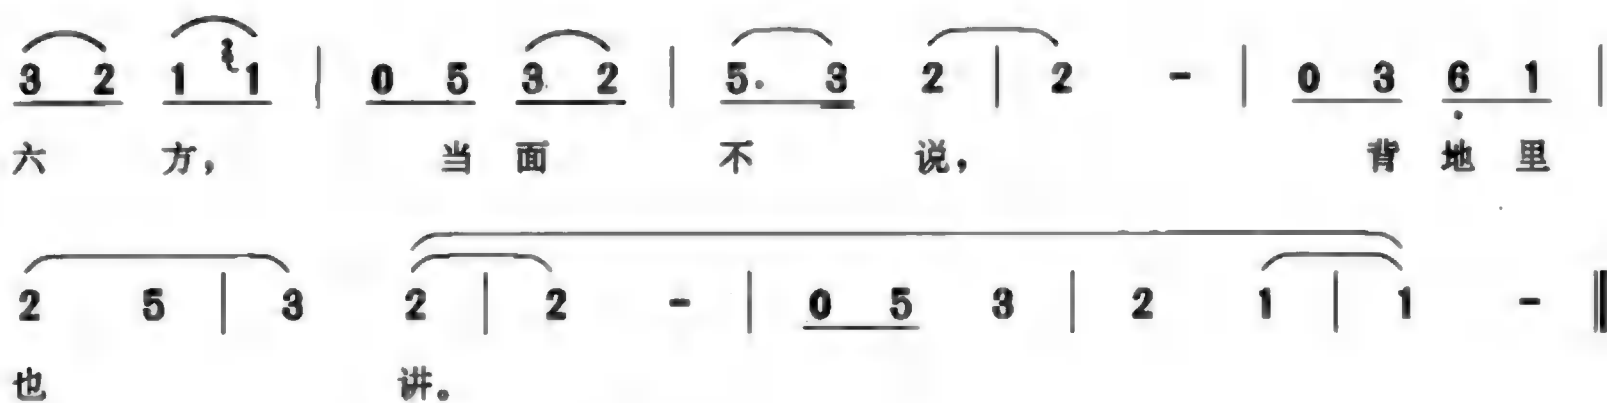 3 2 1 2 1 | 0 5 3 2 | 5. 3 2 | 2 - | 0 3 6 1 |
六 方， 当 面 不 说， 背 地 里
2 5 | 3 2 | 2 - | 0 5 3 | 2 1 | 1 - ‖
也 讲。